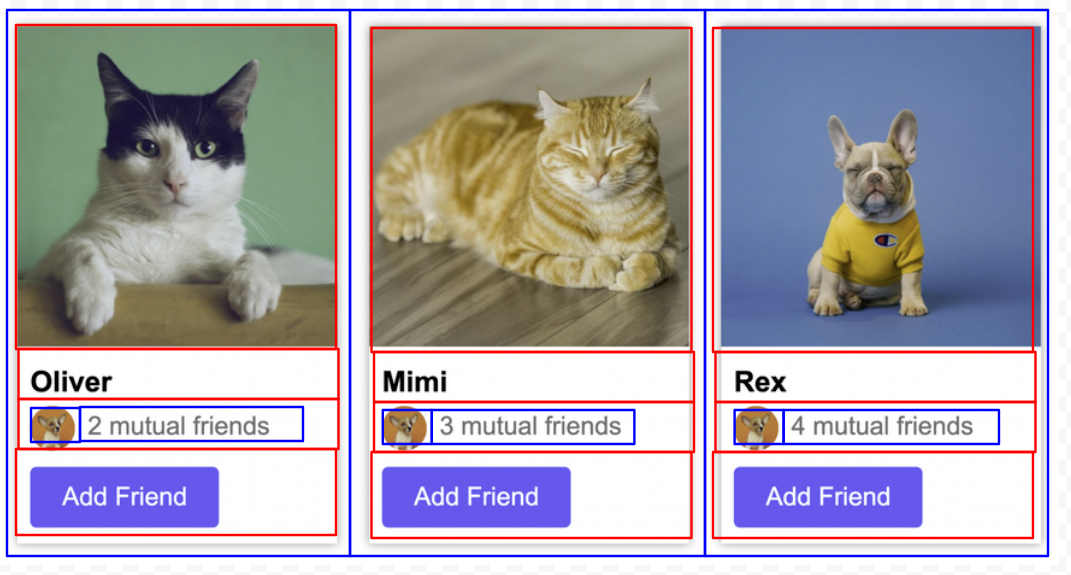 Oliver
2 mutual friends
Add Friend
Mimi
3 mutual friends
Add Friend
Rex
4 mutual friends
Add Friend